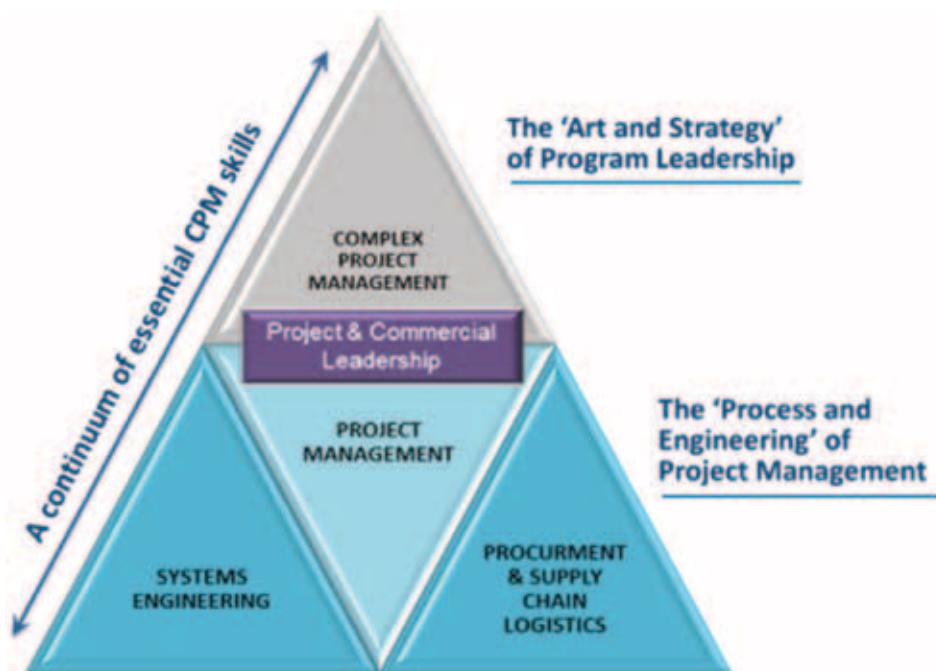 A continuum of essential CPM skills
The ‘Art and Strategy’
of Program Leadership
COMPLEX
PROJECT
MANAGEMENT
Project & Commercial
Leadership
The ‘Process and
Engineering’ of
Project Management
PROJECT
MANAGEMENT
SYSTEMS
ENGINEERING
PROCURMENT
& SUPPLY
CHAIN
LOGISTICS